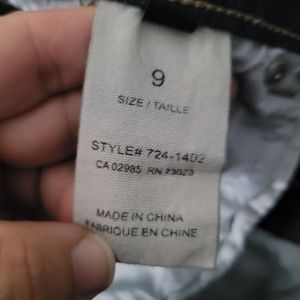 9
SIZE / TAILLE
STYLE# 724-1402
CA 02985 RN 73023
MADE IN CHINA
FABRIQUE EN CHINE